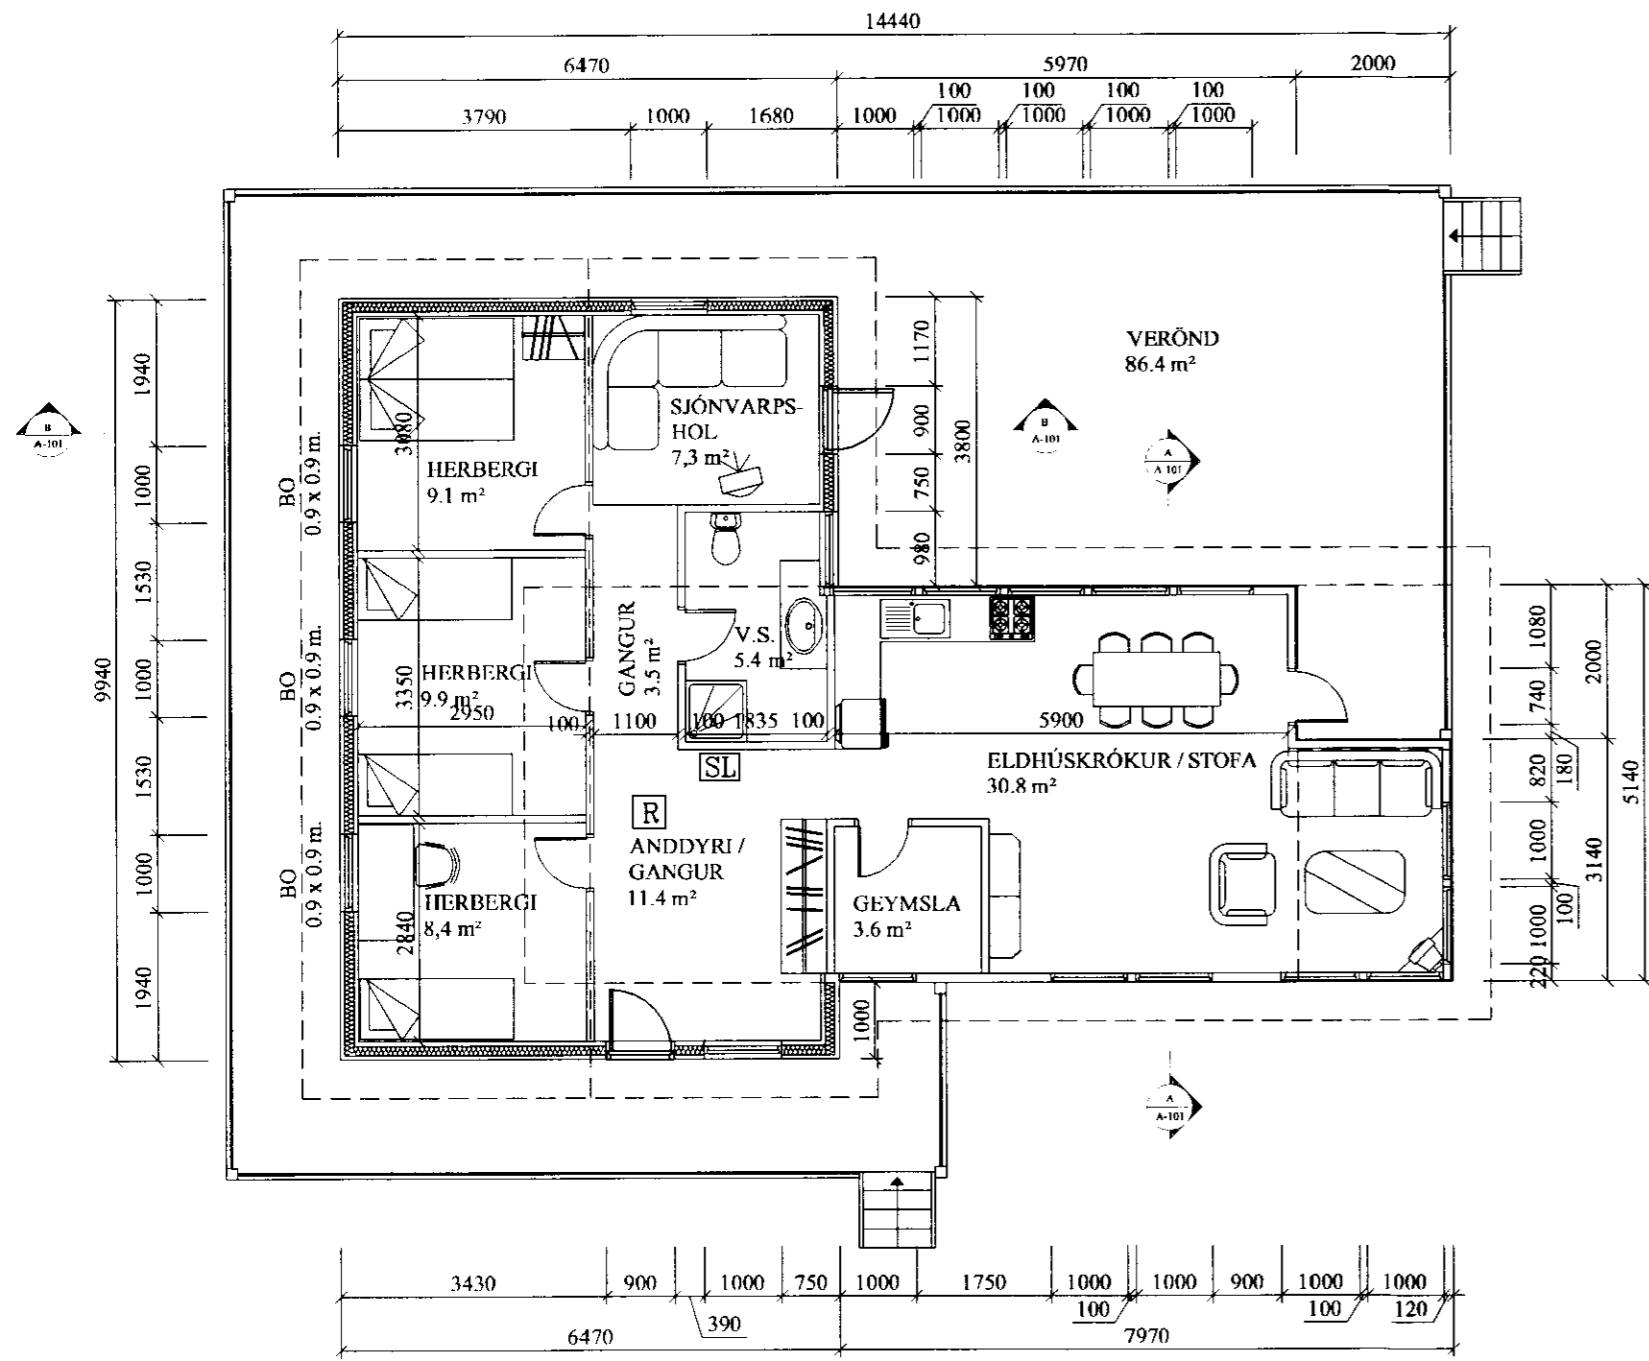 14440
6470 5970 2000
100 100 100 100
3790 1000 1680 1000 1000 1000 1000 1000
VERÖND
86.4 m²
B
A-101
B
A-101
A
A 101
SJÓNVARPS-
HOL
7,3 m²
HERBERGI
9.1 m²
3080
BO
0.9 x 0.9 m.
1940
1000
1530
1000
1530
1000
1940
9940
1170
900
750
980
3800
HERBERGI
9.9 m²
3350
BO
0.9 x 0.9 m.
GANGUR
3.5 m²
V.S.
5.4 m²
2950 100 1100 100 1835 100 5900
SL
R
ELDHÚSKRÓKUR / STOFA
30.8 m²
ANDDYRI /
GANGUR
11.4 m²
GEYMSLA
3.6 m²
HERBERGI
8,4 m²
2840
BO
0.9 x 0.9 m.
1080
740
180
820
1000
100
1000
220
2000
3140
5140
1000
A
A-101
3430 900 1000 750 1000 1750 1000 1000 900 1000 1000
390 100 100 120
6470 7970